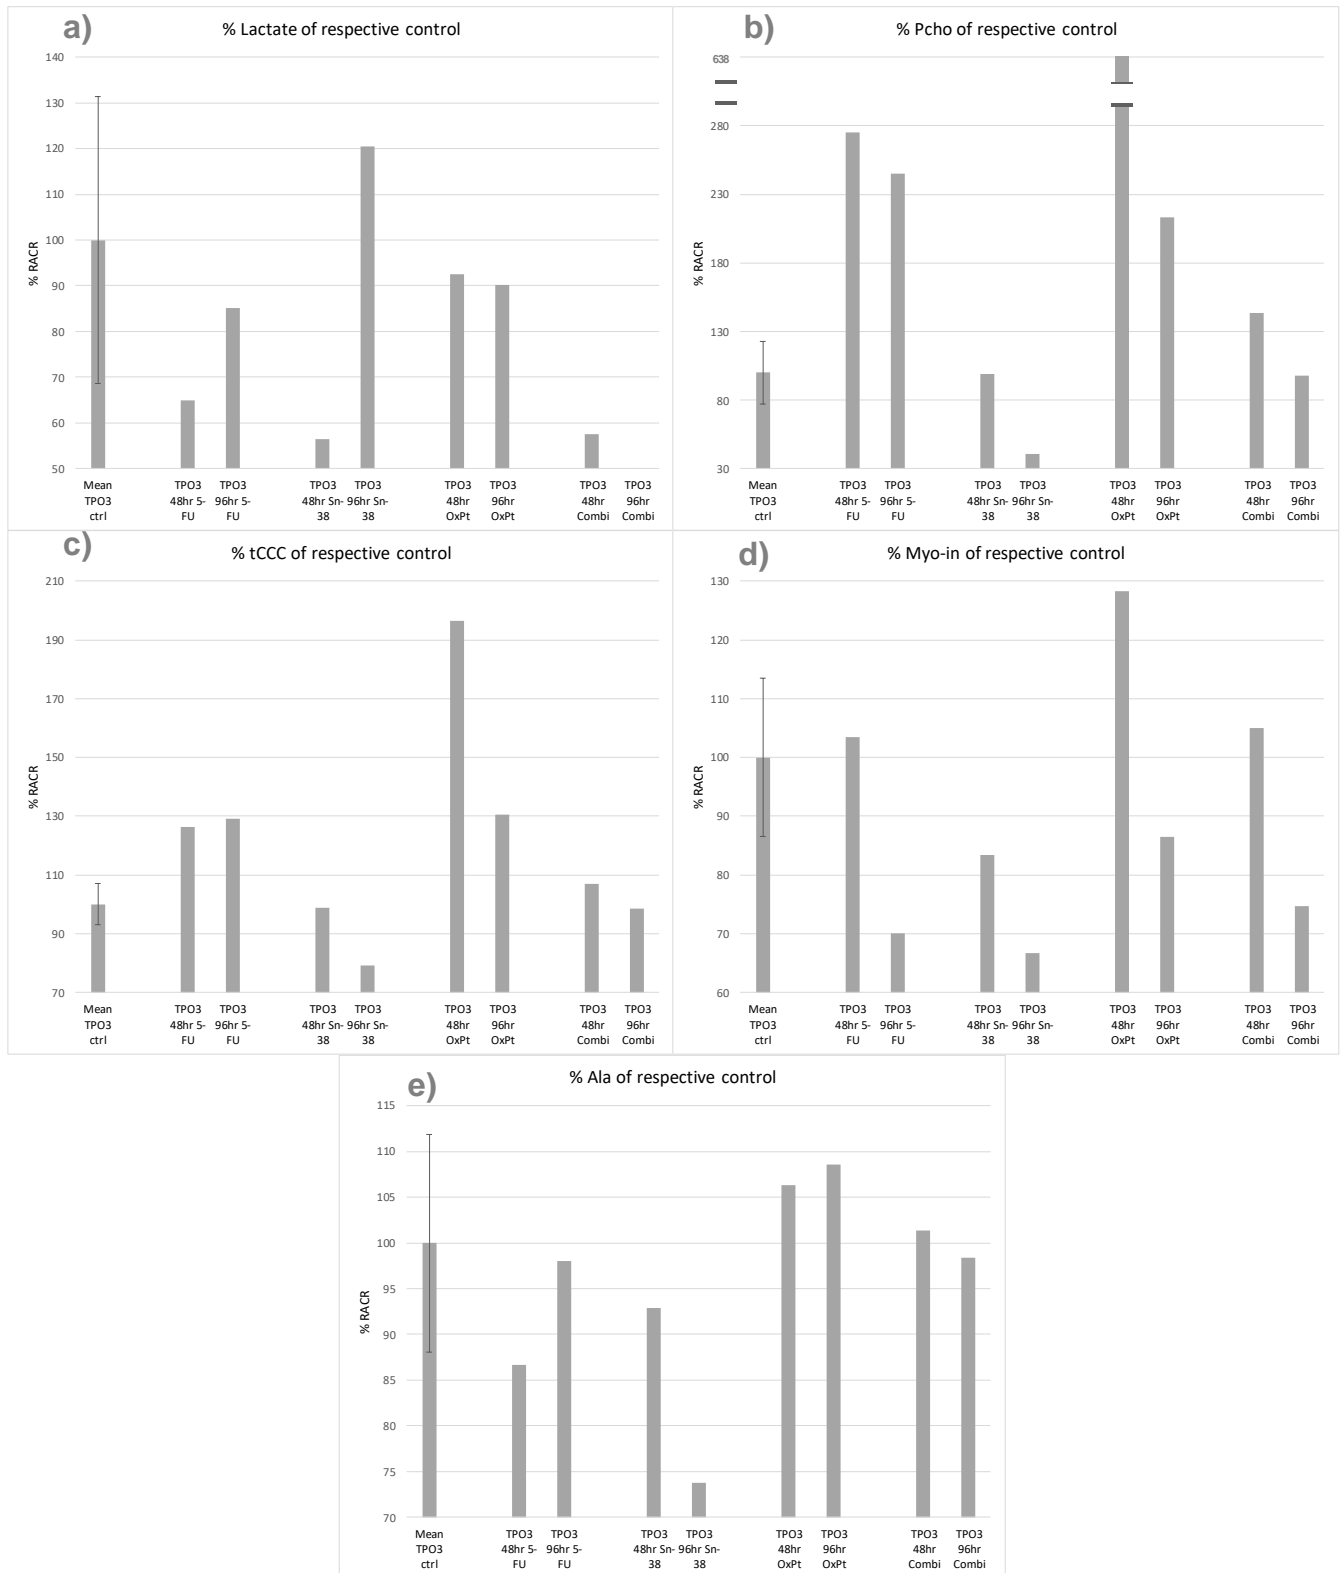 a)
% Lactate of respective control
140
130
120
110
100
90
80
70
60
50
% RACR
Mean TPO3 ctrl
TPO3 48hr 5-FU
TPO3 96hr 5-FU
TPO3 48hr Sn-38
TPO3 96hr Sn-38
TPO3 48hr OxPt
TPO3 96hr OxPt
TPO3 48hr Combi
TPO3 96hr Combi
b)
% Pcho of respective control
638
280
230
180
130
80
30
% RACR
Mean TPO3 ctrl
TPO3 48hr 5-FU
TPO3 96hr 5-FU
TPO3 48hr Sn-38
TPO3 96hr Sn-38
TPO3 48hr OxPt
TPO3 96hr OxPt
TPO3 48hr Combi
TPO3 96hr Combi
c)
% tCCC of respective control
210
190
170
150
130
110
90
70
% RACR
Mean TPO3 ctrl
TPO3 48hr 5-FU
TPO3 96hr 5-FU
TPO3 48hr Sn-38
TPO3 96hr Sn-38
TPO3 48hr OxPt
TPO3 96hr OxPt
TPO3 48hr Combi
TPO3 96hr Combi
d)
% Myo-in of respective control
130
120
110
100
90
80
70
60
% RACR
Mean TPO3 ctrl
TPO3 48hr 5-FU
TPO3 96hr 5-FU
TPO3 48hr Sn-38
TPO3 96hr Sn-38
TPO3 48hr OxPt
TPO3 96hr OxPt
TPO3 48hr Combi
TPO3 96hr Combi
e)
% Ala of respective control
115
110
105
100
95
90
85
80
75
70
% RACR
Mean TPO3 ctrl
TPO3 48hr 5-FU
TPO3 96hr 5-FU
TPO3 48hr Sn-38
TPO3 96hr Sn-38
TPO3 48hr OxPt
TPO3 96hr OxPt
TPO3 48hr Combi
TPO3 96hr Combi